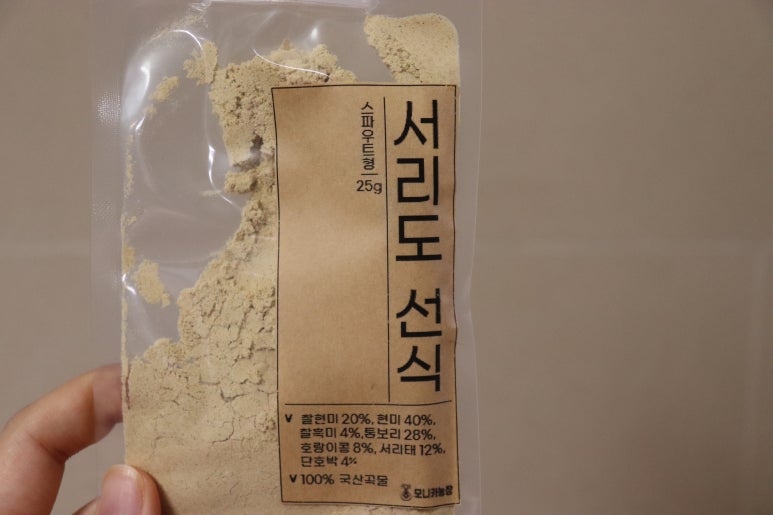 서리도 선식
스파우트형
25g
찰현미 20%, 현미 40%,
찰흑미 4%, 통보리 28%,
호랑이콩 8%, 서리태 12%,
단호박 4%
100% 국산곡물
모니카농장